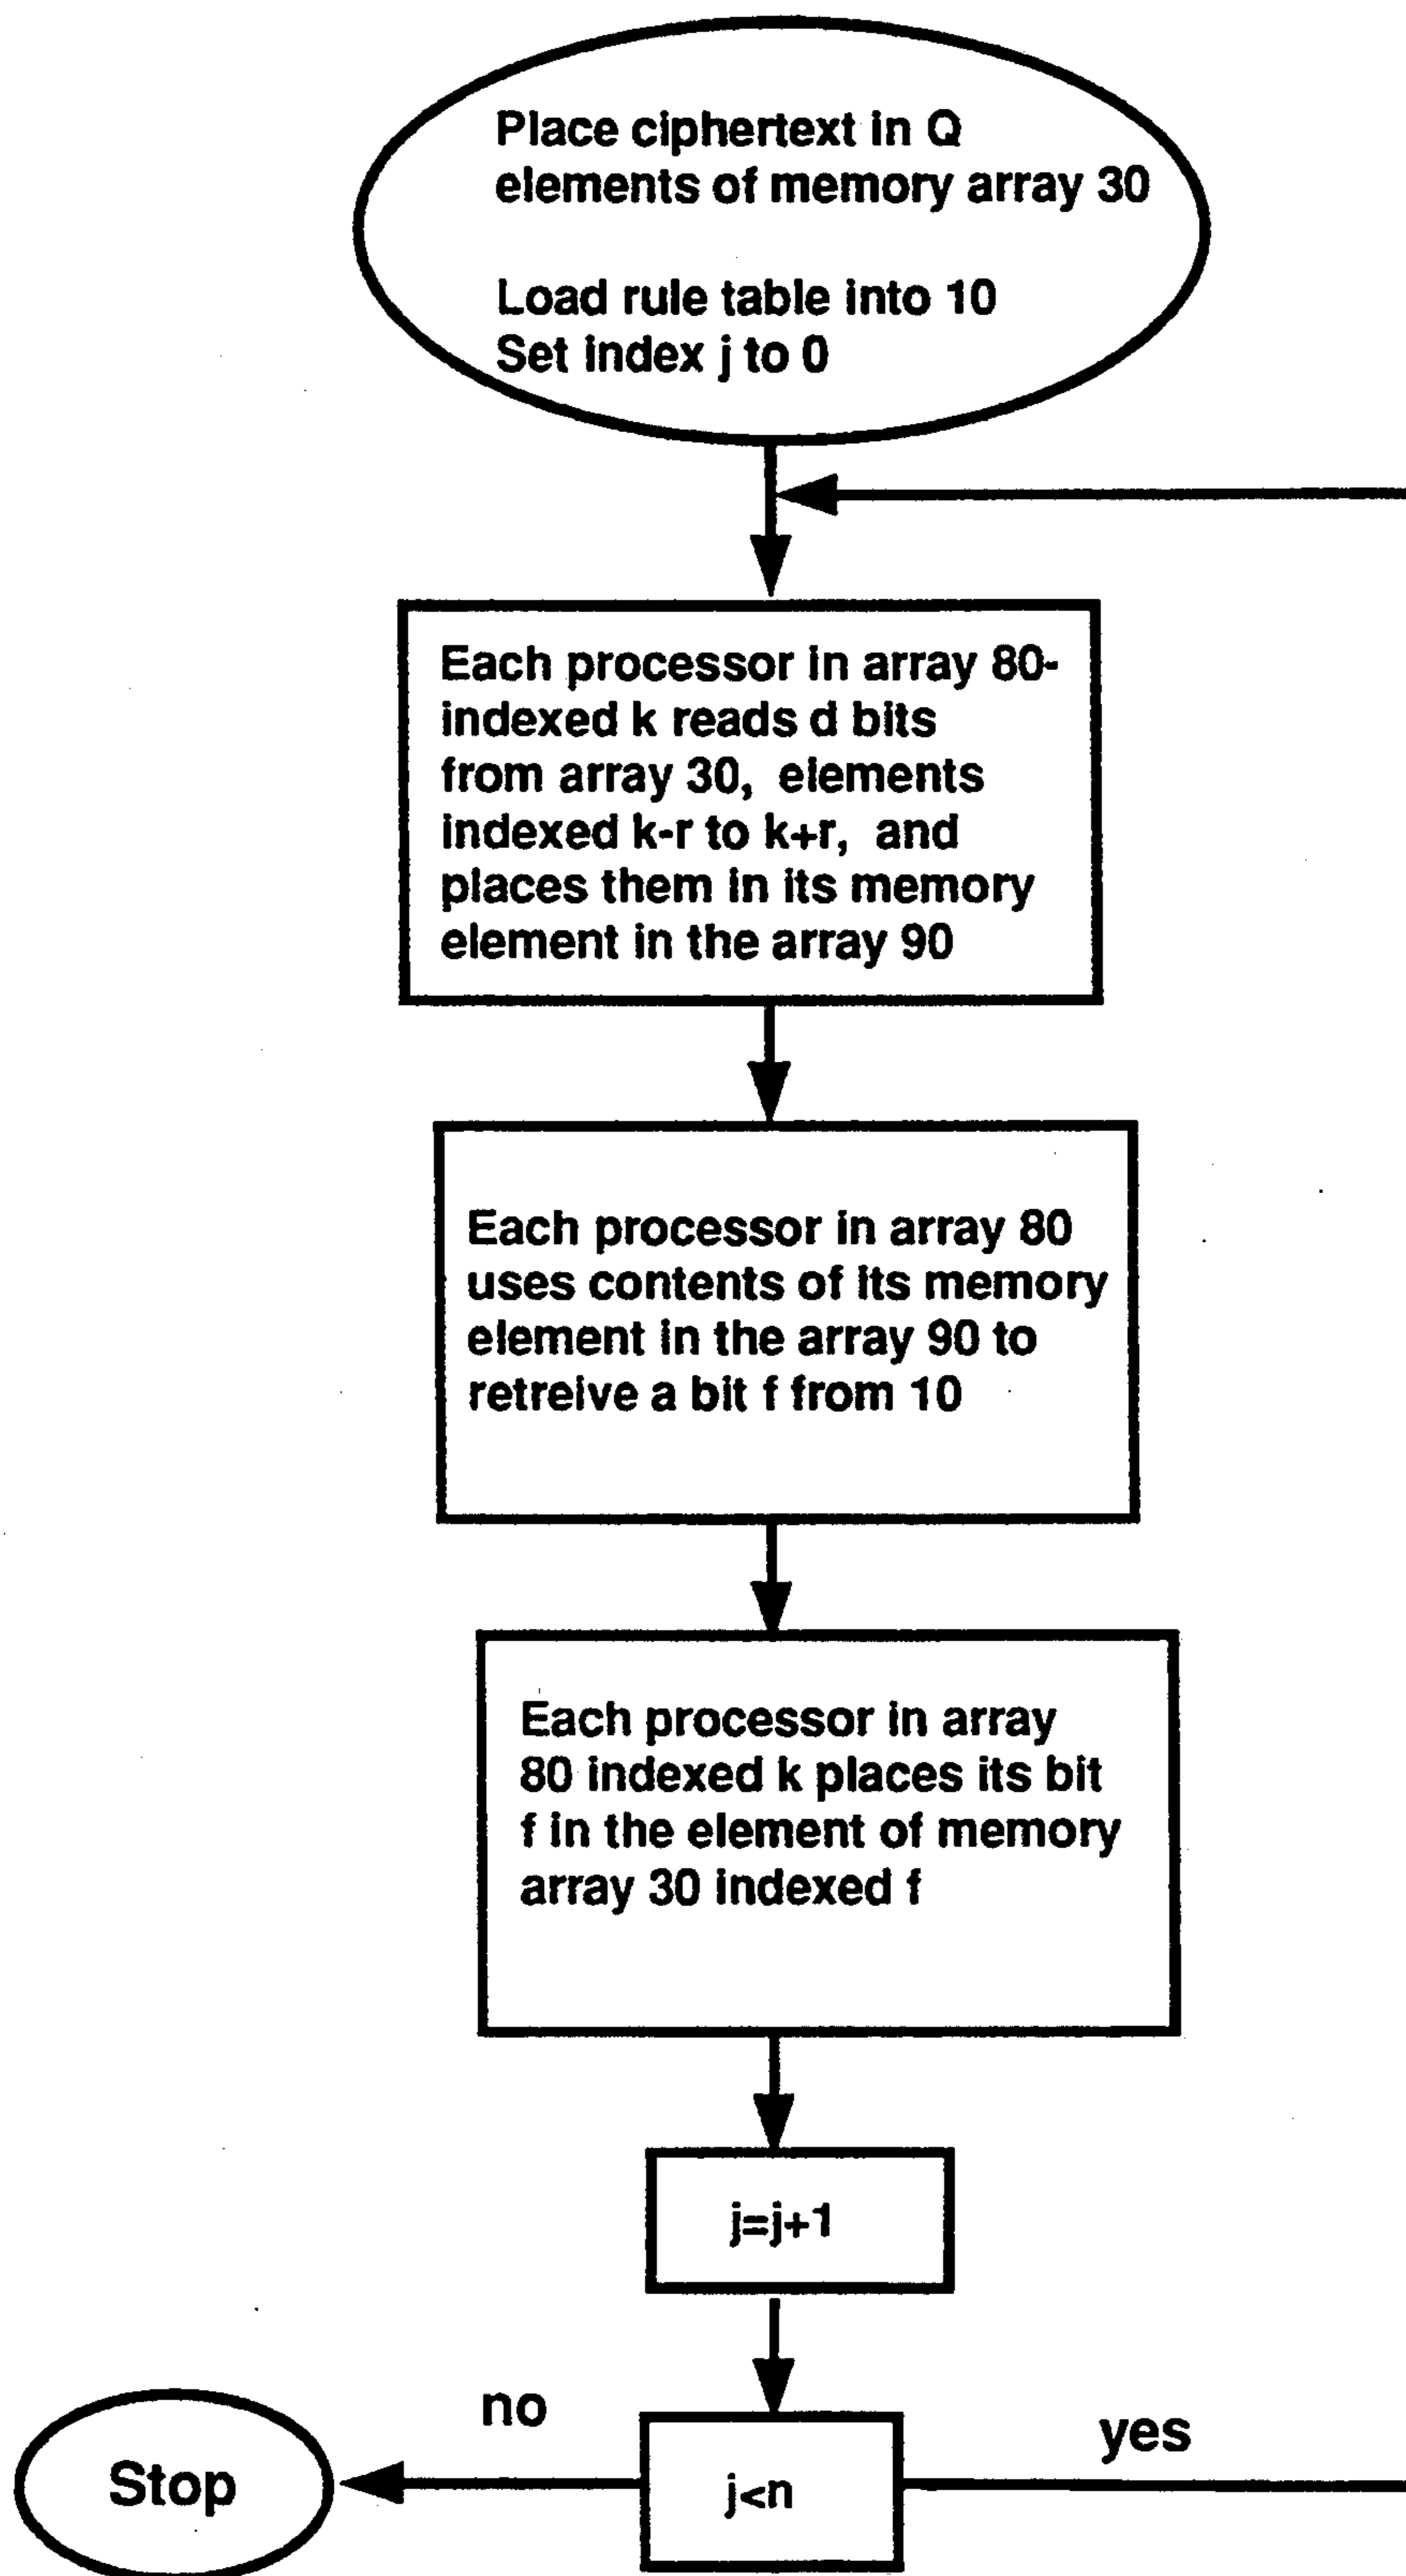 Place ciphertext in Q
elements of memory array 30
Load rule table into 10
Set index j to 0
Each processor in array 80-
indexed k reads d bits
from array 30, elements
indexed k-r to k+r, and
places them in its memory
element in the array 90
Each processor in array 80
uses contents of its memory
element in the array 90 to
retreive a bit f from 10
Each processor in array
80 indexed k places its bit
f in the element of memory
array 30 indexed f
j=j+1
no
yes
Stop
j<n